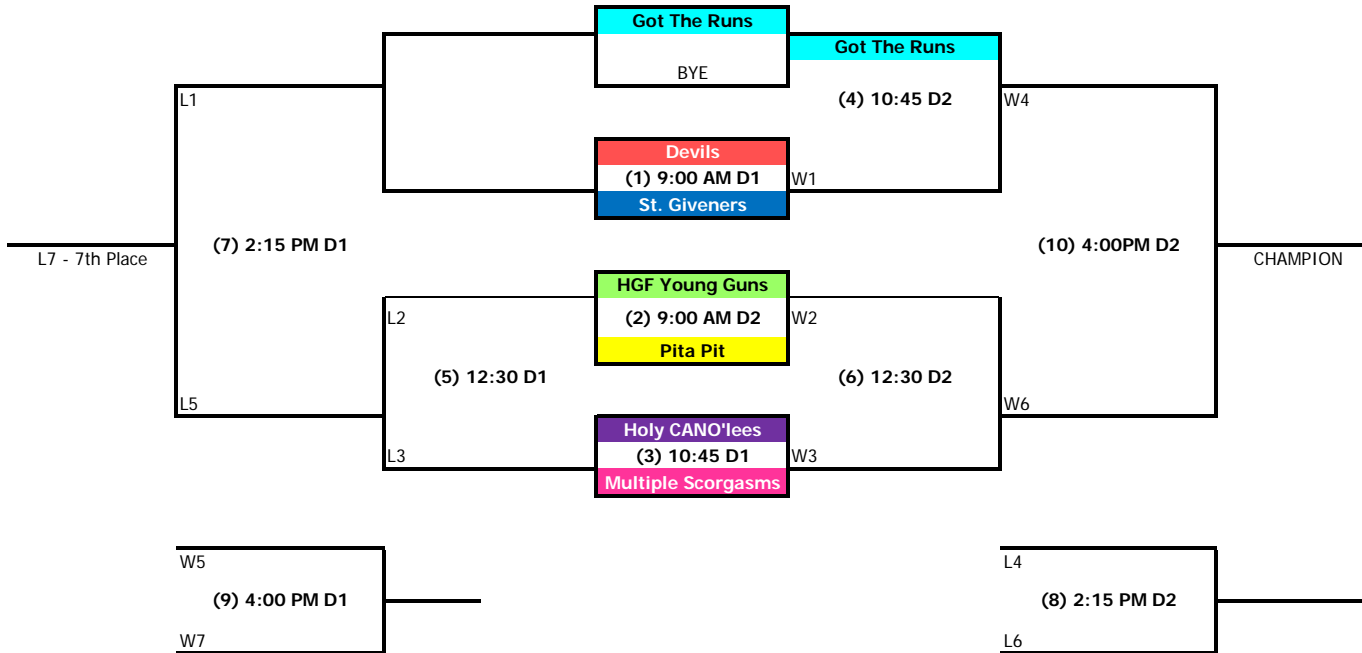 Got The Runs
Got The Runs
BYE
L1
(4) 10:45 D2
W4
Devils
(1) 9:00 AM D1
W1
St. Giveners
(7) 2:15 PM D1
(10) 4:00PM D2
L7 - 7th Place
CHAMPION
HGF Young Guns
L2
(2) 9:00 AM D2
W2
Pita Pit
(5) 12:30 D1
(6) 12:30 D2
L5
W6
Holy CANO'lees
L3
(3) 10:45 D1
W3
Multiple Scorgasms
W5
L4
(9) 4:00 PM D1
(8) 2:15 PM D2
W7
L6